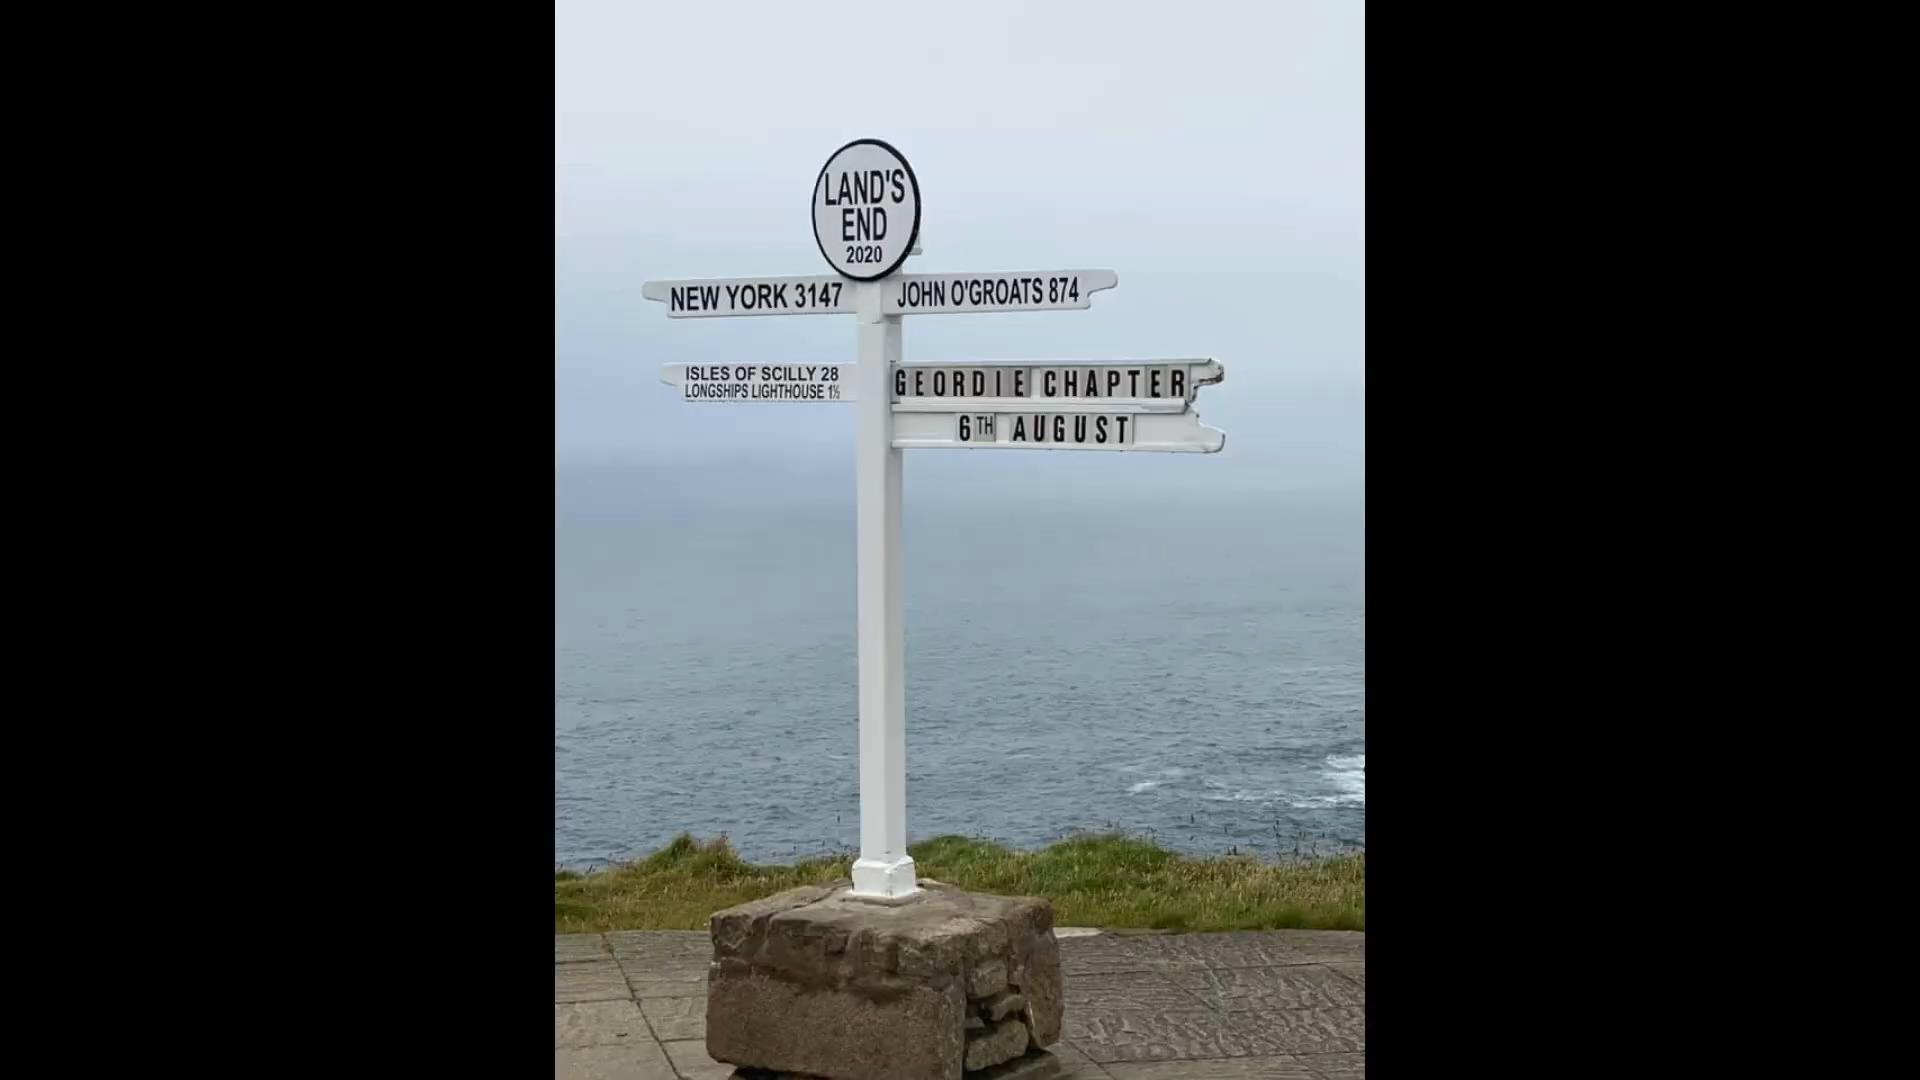 LAND'S
END
2020
NEW YORK 3147
JOHN O'GROATS 874
ISLES OF SCILLY 28
LONGSHIPS LIGHTHOUSE 1½
GEORDIE CHAPTER
6TH AUGUST